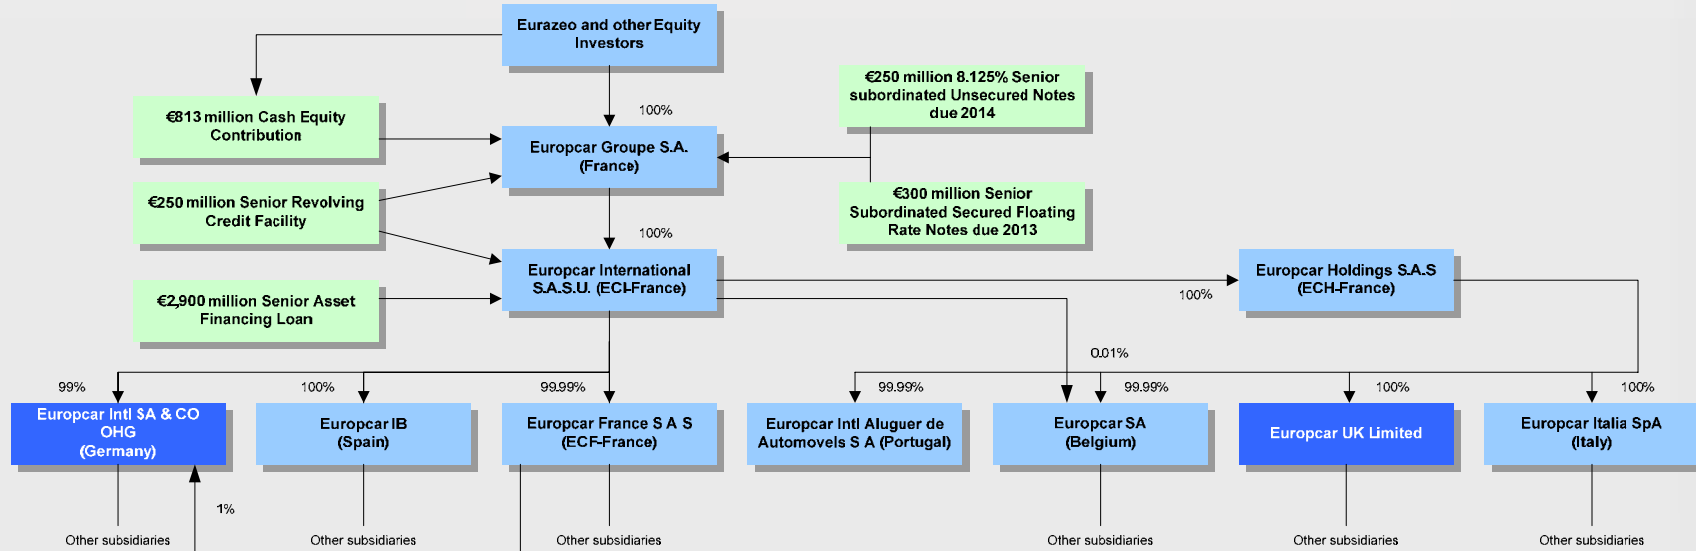 Eurazeo and other Equity
Investors
€250 million 8.125% Senior
subordinated Unsecured Notes
due 2014
€813 million Cash Equity
Contribution
100%
Europcar Groupe S.A.
(France)
€250 million Senior Revolving
Credit Facility
€300 million Senior
Subordinated Secured Floating
Rate Notes due 2013
100%
Europcar International
S.A.S.U. (ECI-France)
Europcar Holdings S.A.S
(ECH-France)
€2,900 million Senior Asset
Financing Loan
100%
0.01%
99%
100%
99.99%
99.99%
99.99%
100%
100%
Europcar Intl SA & CO
OHG
(Germany)
Europcar IB
(Spain)
Europcar France S A S
(ECF-France)
Europcar Intl Aluguer de
Automovels S A (Portugal)
Europcar SA
(Belgium)
Europcar UK Limited
Europcar Italia SpA
(Italy)
1%
Other subsidiaries
Other subsidiaries
Other subsidiaries
Other subsidiaries
Other subsidiaries
Other subsidiaries